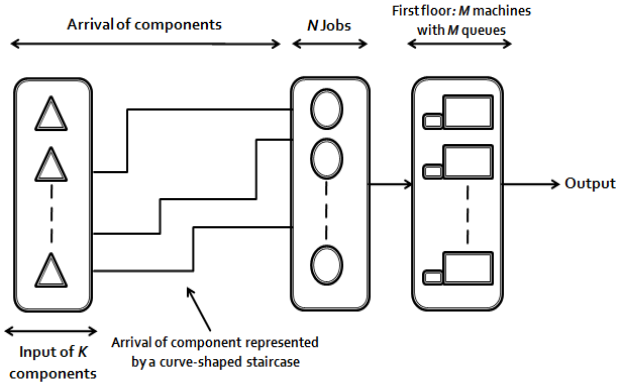 Arrival of components
N Jobs
First floor: M machines
with M queues
Output
Input of K
components
Arrival of component represented
by a curve-shaped staircase